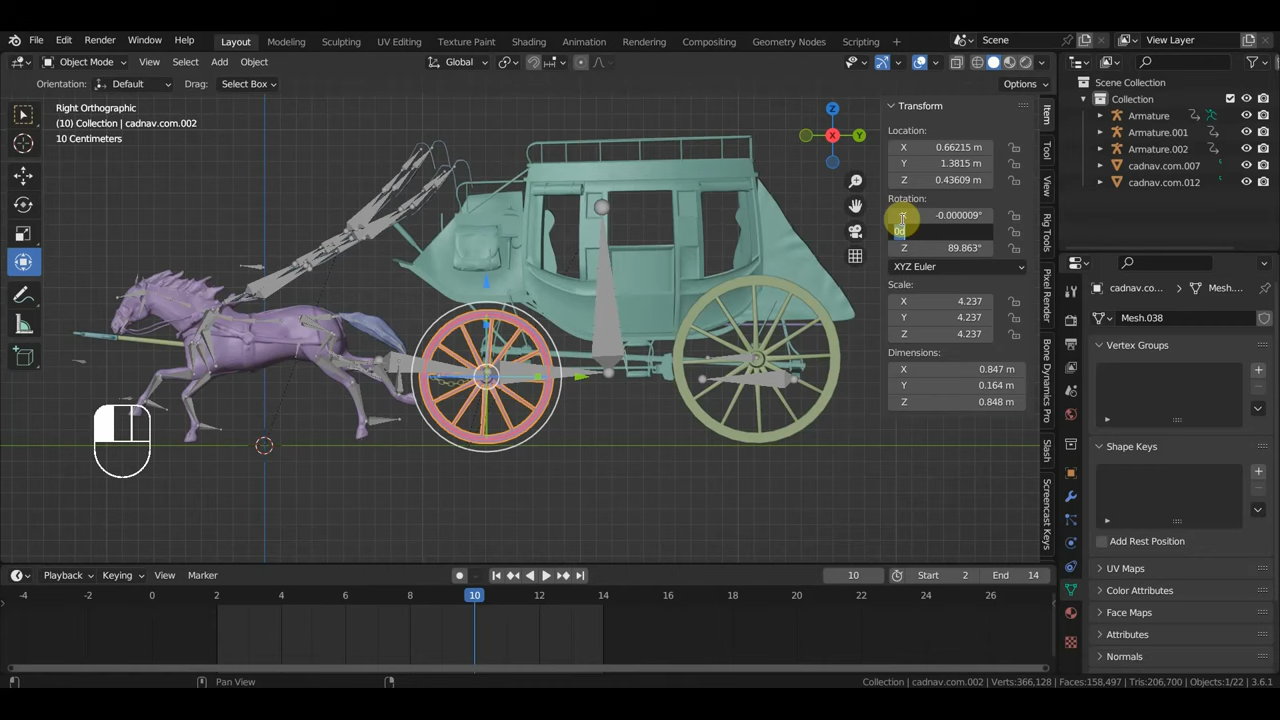 File Edit Render Window Help Layout Modeling Sculpting UV Editing Texture Paint Shading Animation Rendering Compositing Geometry Nodes Scripting + Scene View Layer
Object Mode View Select Add Object Global
Orientation: Default Drag: Select Box Options
Right Orthographic
(10) Collection | cadnav.com.002
10 Centimeters
Z
X
Y
Transform
Location:
X 0.66215 m
Y 1.3815 m
Z 0.43609 m
Rotation:
X -0.000009°
0d
Z 89.863°
XYZ Euler
Scale:
X 4.237
Y 4.237
Z 4.237
Dimensions:
X 0.847 m
Y 0.164 m
Z 0.848 m
Item
Tool
View
Rig Tools
Pixel Render
Bone Dynamics Pro
Slash
Screencast Keys
Scene Collection
Collection
Armature
Armature.001
Armature.002
cadnav.com.007
cadnav.com.012
cadnav.co... Mesh....
Mesh.038
Vertex Groups
Shape Keys
Add Rest Position
UV Maps
Color Attributes
Face Maps
Attributes
Normals
Playback Keying View Marker 10 Start 2 End 14
-4 -2 0 2 4 6 8 10 12 14 16 18 20 22 24 26
Pan View
Collection | cadnav.com.002 | Verts:366,128 | Faces:158,497 | Tris:206,700 | Objects:1/22 | 3.6.1